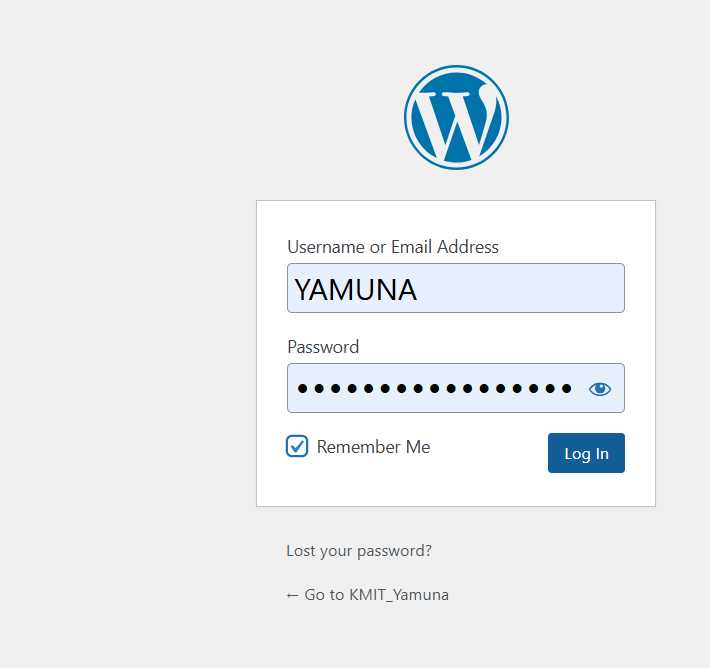 Username or Email Address
YAMUNA
Password
Remember Me
Log In
Lost your password?
← Go to KMIT_Yamuna